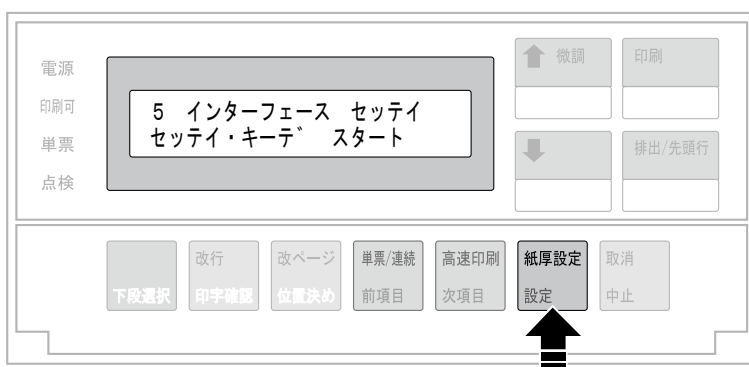 電源
印刷可
単票
点検
5 インターフェース セッテイ
セッテイ・キーデ゛ スタート
微調
印刷
排出/先頭行
改行
改ページ
単票/連続
高速印刷
紙厚設定
取消
下段選択
印字確認
位置決め
前項目
次項目
設定
中止